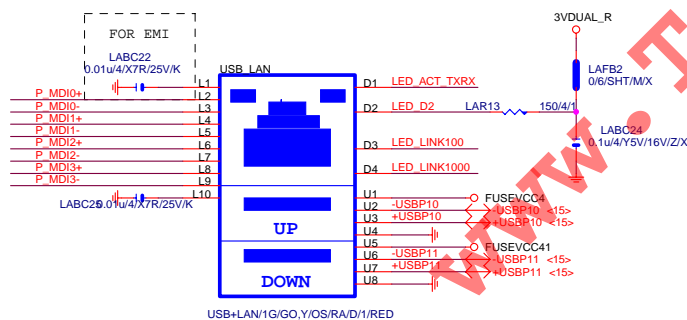 FOR EMI
LABC22
0.01u/4/X7R/25V/K
USB_LAN
3VDUAL_R
LAFB2
0/6/SHT/M/X
L1
P_MDI0+ L2
P_MDI0- L3
P_MDI1+ L4
P_MDI1- L5
P_MDI2+ L6
P_MDI2- L7
P_MDI3+ L8
P_MDI3- L9
L10
LABC25 0.01u/4/X7R/25V/K
D1 LED_ACT_TXRX
D2 LED_D2 LAR13 150/4/1
LABC24
0.1u/4/Y5V/16V/Z/X
D3 LED_LINK100
D4 LED_LINK1000
U1 FUSEVCC4
U2 -USBP10 -USBP10 <15>
U3 +USBP10 +USBP10 <15>
U4
U5 FUSEVCC41
U6 -USBP11 -USBP11 <15>
U7 +USBP11 +USBP11 <15>
U8
UP
DOWN
USB+LAN/1G/GO,Y/OS/RA/D/1/RED
www.T